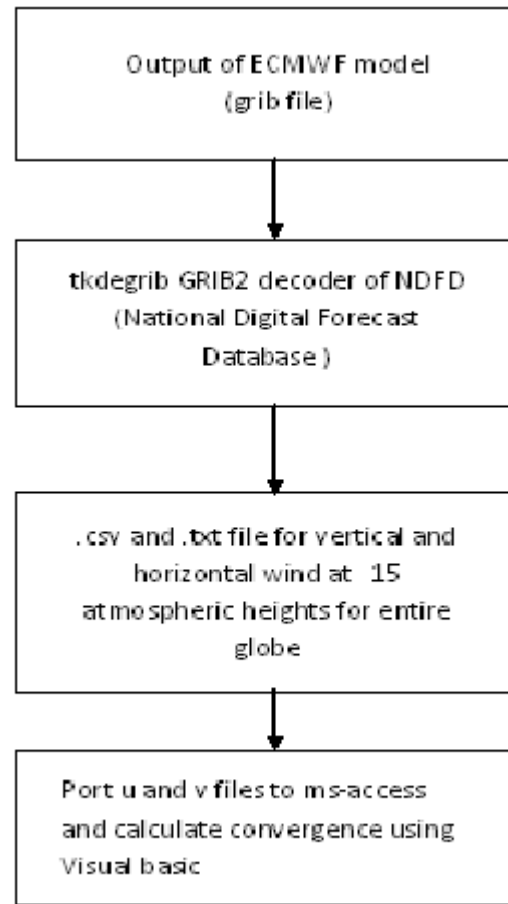 Output of ECMWF model
(grib file)
tkdegrib GRIB2 decoder of NDFD
(National Digital Forecast
Database )
.csv and .txt file for vertical and
horizontal wind at 15
atmospheric heights for entire
globe
Port u and v files to ms-access
and calculate convergence using
Visual basic